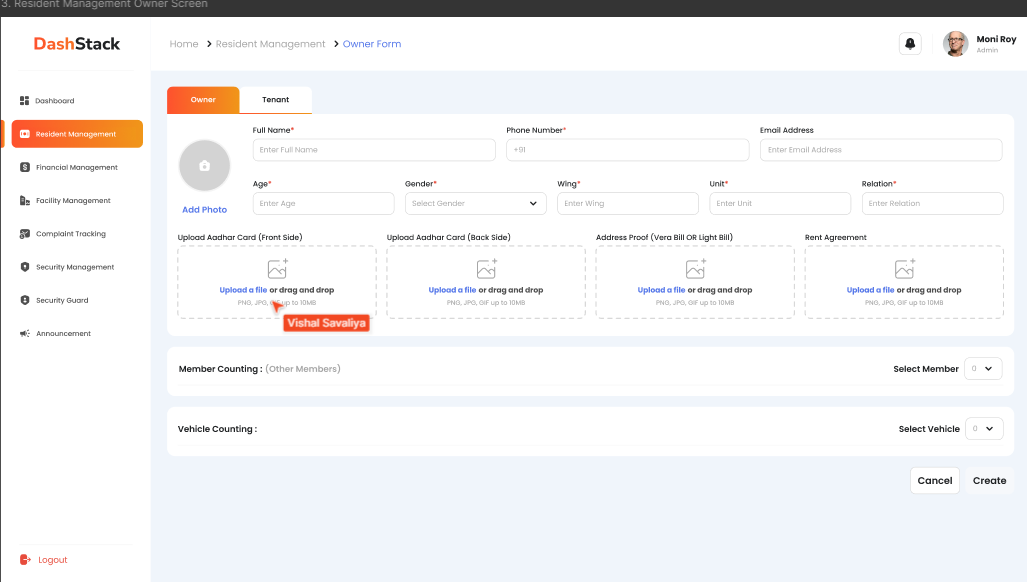 3. Resident Management Owner Screen
DashStack
Home > Resident Management > Owner Form
Moni Roy
Admin
Dashboard
Resident Management
Financial Management
Facility Management
Complaint Tracking
Security Management
Security Guard
Announcement
Logout
Owner Tenant
Full Name* Phone Number* Email Address
Enter Full Name +91 Enter Email Address
Add Photo
Age* Gender* Wing* Unit* Relation*
Enter Age Select Gender Enter Wing Enter Unit Enter Relation
Upload Aadhar Card (Front Side) Upload Aadhar Card (Back Side) Address Proof (Vera Bill OR Light Bill) Rent Agreement
Upload a file or drag and drop Upload a file or drag and drop Upload a file or drag and drop Upload a file or drag and drop
PNG, JPG, GIF up to 10MB PNG, JPG, GIF up to 10MB PNG, JPG, GIF up to 10MB PNG, JPG, GIF up to 10MB
Vishal Savaliya
Member Counting : (Other Members) Select Member 0
Vehicle Counting : Select Vehicle 0
Cancel Create